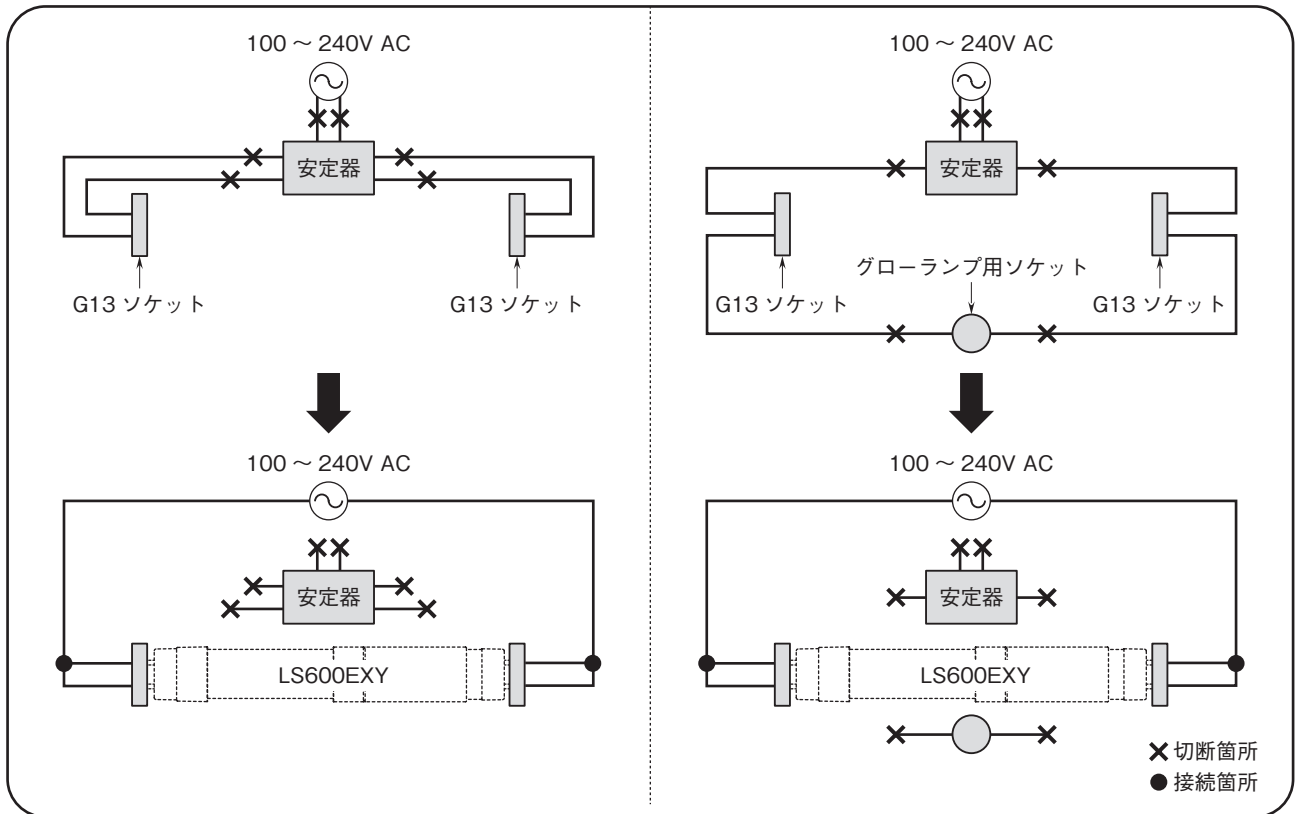 100 ～ 240V AC
安定器
G13 ソケット
G13 ソケット
100 ～ 240V AC
安定器
LS600EXY
100 ～ 240V AC
安定器
グローランプ用ソケット
G13 ソケット
G13 ソケット
100 ～ 240V AC
安定器
LS600EXY
切断箇所
接続箇所